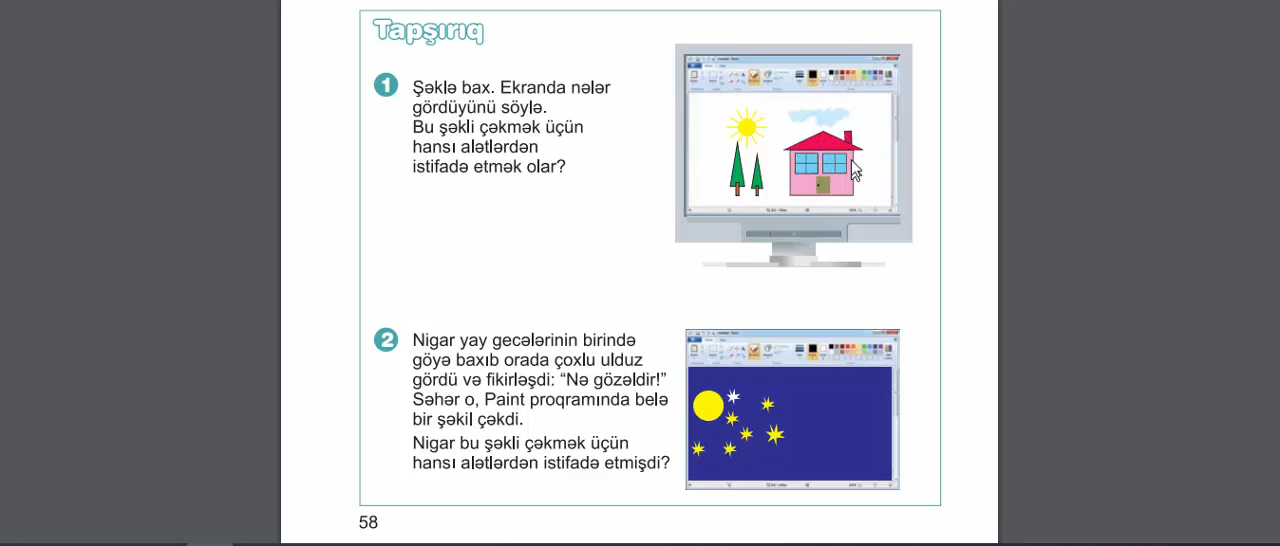 Tapşırıq
1 Şəklə bax. Ekranda nələr
gördüyünü söylə.
Bu şəkli çəkmək üçün
hansı alətlərdən
istifadə etmək olar?
2 Nigar yay gecələrinin birində
göyə baxıb orada çoxlu ulduz
gördü və fikirləşdi: “Nə gözəldir!”
Səhər o, Paint proqramında belə
bir şəkil çəkdi.
Nigar bu şəkli çəkmək üçün
hansı alətlərdən istifadə etmişdi?
58